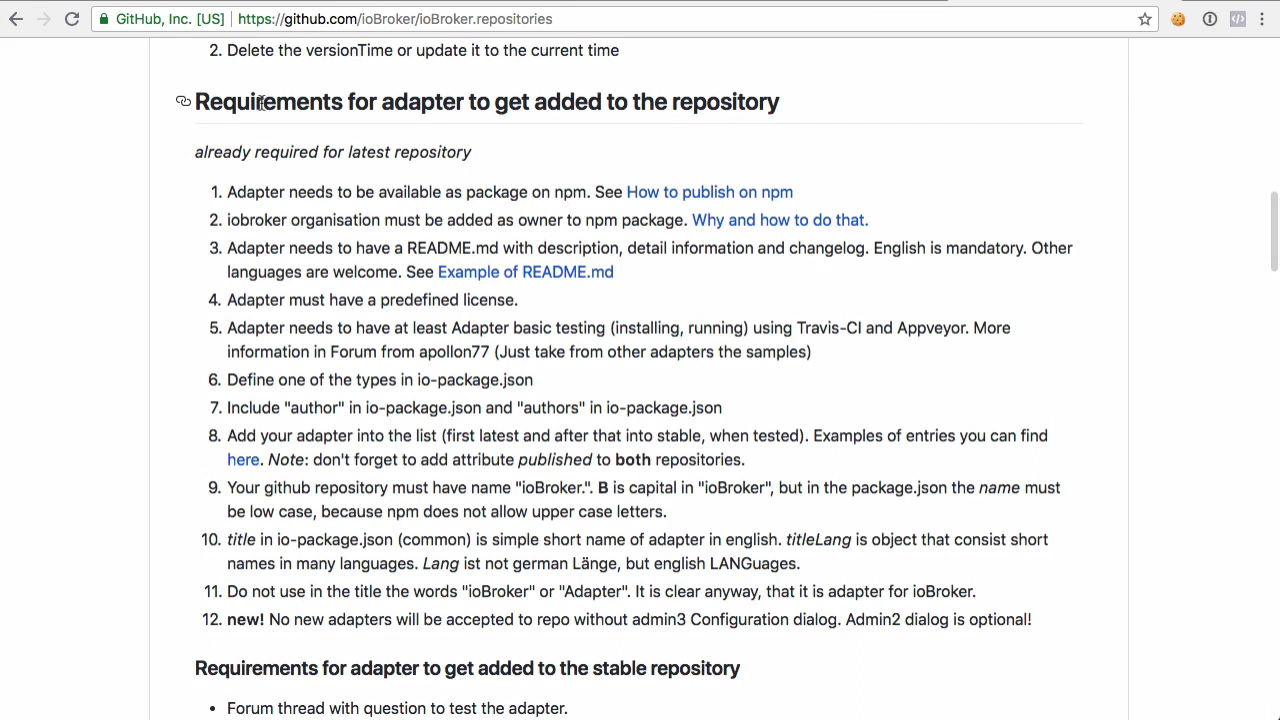 GitHub, Inc. [US]
https://github.com/ioBroker/ioBroker.repositories
2. Delete the versionTime or update it to the current time
Requirements for adapter to get added to the repository
already required for latest repository
1. Adapter needs to be available as package on npm. See How to publish on npm
2. iobroker organisation must be added as owner to npm package. Why and how to do that.
3. Adapter needs to have a README.md with description, detail information and changelog. English is mandatory. Other
languages are welcome. See Example of README.md
4. Adapter must have a predefined license.
5. Adapter needs to have at least Adapter basic testing (installing, running) using Travis-CI and Appveyor. More
information in Forum from apollon77 (Just take from other adapters the samples)
6. Define one of the types in io-package.json
7. Include "author" in io-package.json and "authors" in io-package.json
8. Add your adapter into the list (first latest and after that into stable, when tested). Examples of entries you can find
here. Note: don't forget to add attribute published to both repositories.
9. Your github repository must have name "ioBroker.". B is capital in "ioBroker", but in the package.json the name must
be low case, because npm does not allow upper case letters.
10. title in io-package.json (common) is simple short name of adapter in english. titleLang is object that consist short
names in many languages. Lang ist not german Länge, but english LANGuages.
11. Do not use in the title the words "ioBroker" or "Adapter". It is clear anyway, that it is adapter for ioBroker.
12. new! No new adapters will be accepted to repo without admin3 Configuration dialog. Admin2 dialog is optional!
Requirements for adapter to get added to the stable repository
• Forum thread with question to test the adapter.